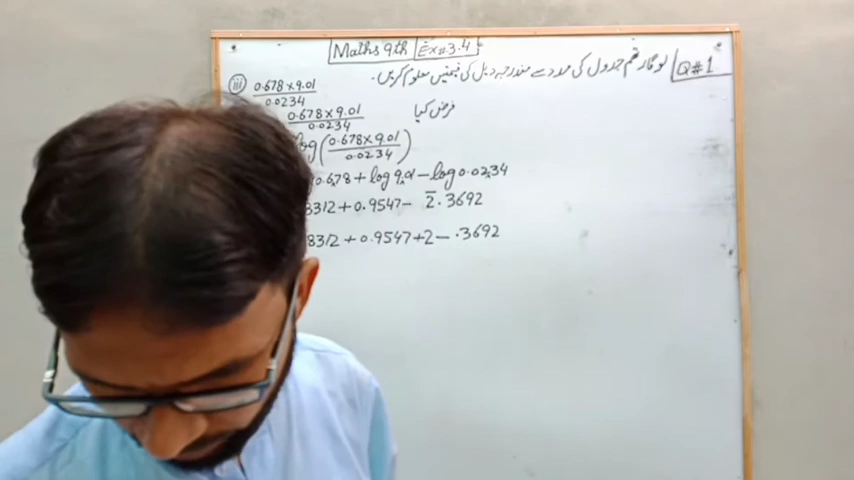 Maths 9th Ex#3.4
Q#1 لوگارتھم جدول کی مدد سے مندرجہ ذیل کی قیمتیں معلوم کریں۔
iii 0.678 × 9.01
0.0234
0.678 × 9.01 فرض کیا
0.0234
log(0.678×9.01
0.0234)
0.678 + log 9.01 − log 0.0234
8312 + 0.9547 − 2̅.3692
8312 + 0.9547 + 2 − .3692